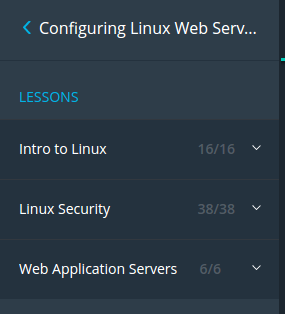 Configuring Linux Web Serv...
LESSONS
Intro to Linux 16/16
Linux Security 38/38
Web Application Servers 6/6